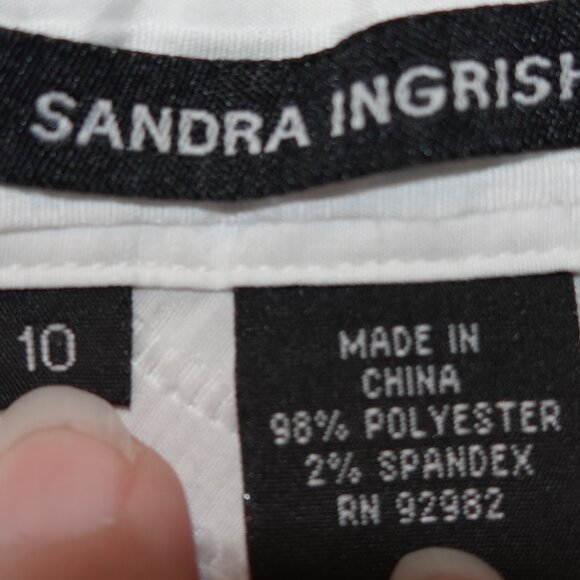 SANDRA INGRISH
10
MADE IN
CHINA
98% POLYESTER
2% SPANDEX
RN 92982